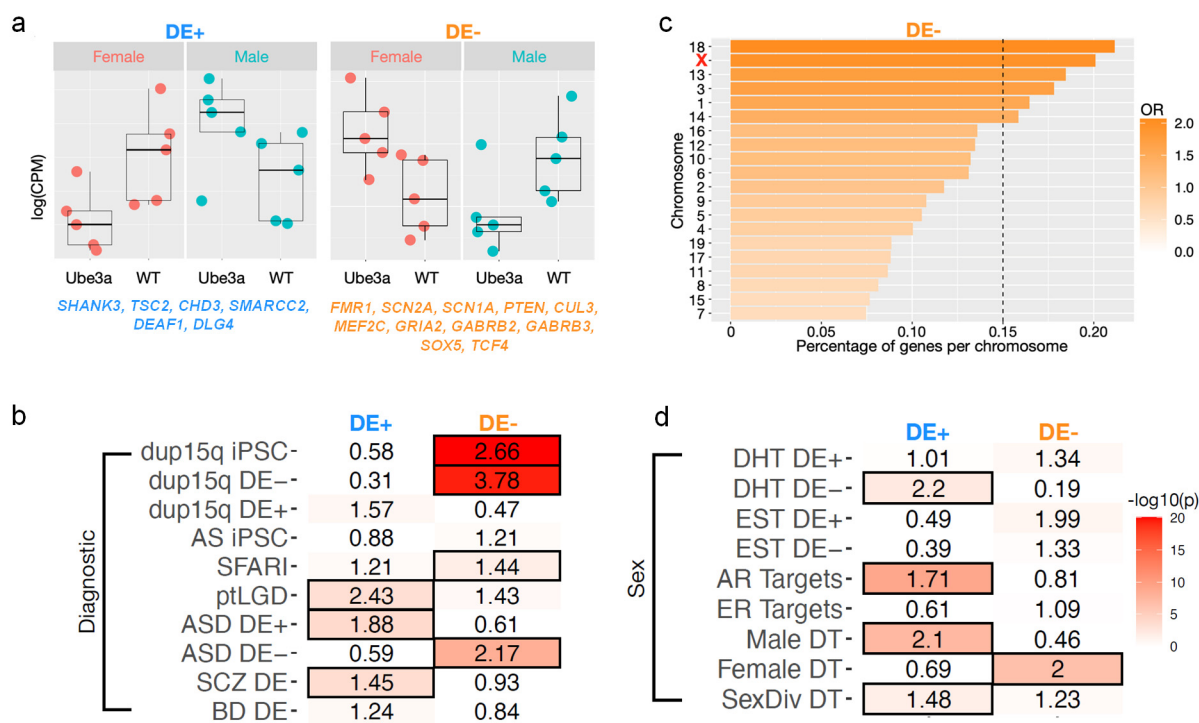 a
DE+
DE-
Female
Male
Female
Male
log(CPM)
Ube3a
WT
Ube3a
WT
Ube3a
WT
Ube3a
WT
SHANK3, TSC2, CHD3, SMARCC2,
DEAF1, DLG4
FMR1, SCN2A, SCN1A, PTEN, CUL3,
MEF2C, GRIA2, GABRB2, GABRB3,
SOX5, TCF4
c
DE-
Chromosome
18
X
13
3
1
14
16
12
10
6
2
9
5
4
19
17
11
8
15
7
0
0.05
0.10
0.15
0.20
Percentage of genes per chromosome
OR
2.0
1.5
1.0
0.5
0.0
b
DE+ DE-
Diagnostic
dup15q iPSC- 0.58 2.66
dup15q DE-- 0.31 3.78
dup15q DE+- 1.57 0.47
AS iPSC- 0.88 1.21
SFARI- 1.21 1.44
ptLGD- 2.43 1.43
ASD DE+- 1.88 0.61
ASD DE-- 0.59 2.17
SCZ DE- 1.45 0.93
BD DE- 1.24 0.84
d
DE+ DE-
Sex
DHT DE+- 1.01 1.34
DHT DE-- 2.2 0.19
EST DE+- 0.49 1.99
EST DE-- 0.39 1.33
AR Targets- 1.71 0.81
ER Targets- 0.61 1.09
Male DT- 2.1 0.46
Female DT- 0.69 2
SexDiv DT- 1.48 1.23
-log10(p)
20
15
10
5
0